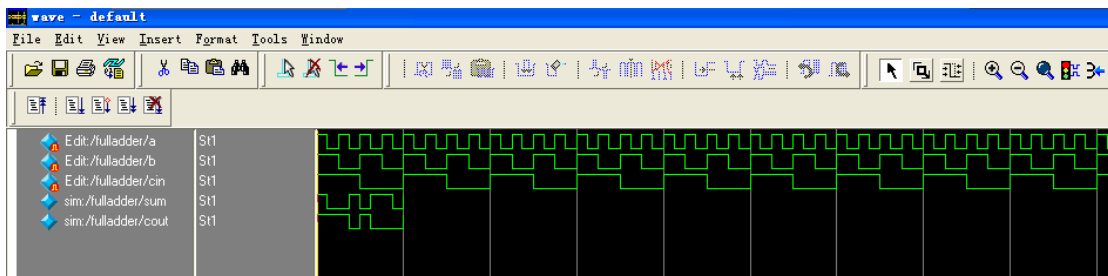 wave - default
File Edit View Insert Format Tools Window
Edit:/fulladder/a St1
Edit:/fulladder/b St1
Edit:/fulladder/cin St1
sim:/fulladder/sum St1
sim:/fulladder/cout St1